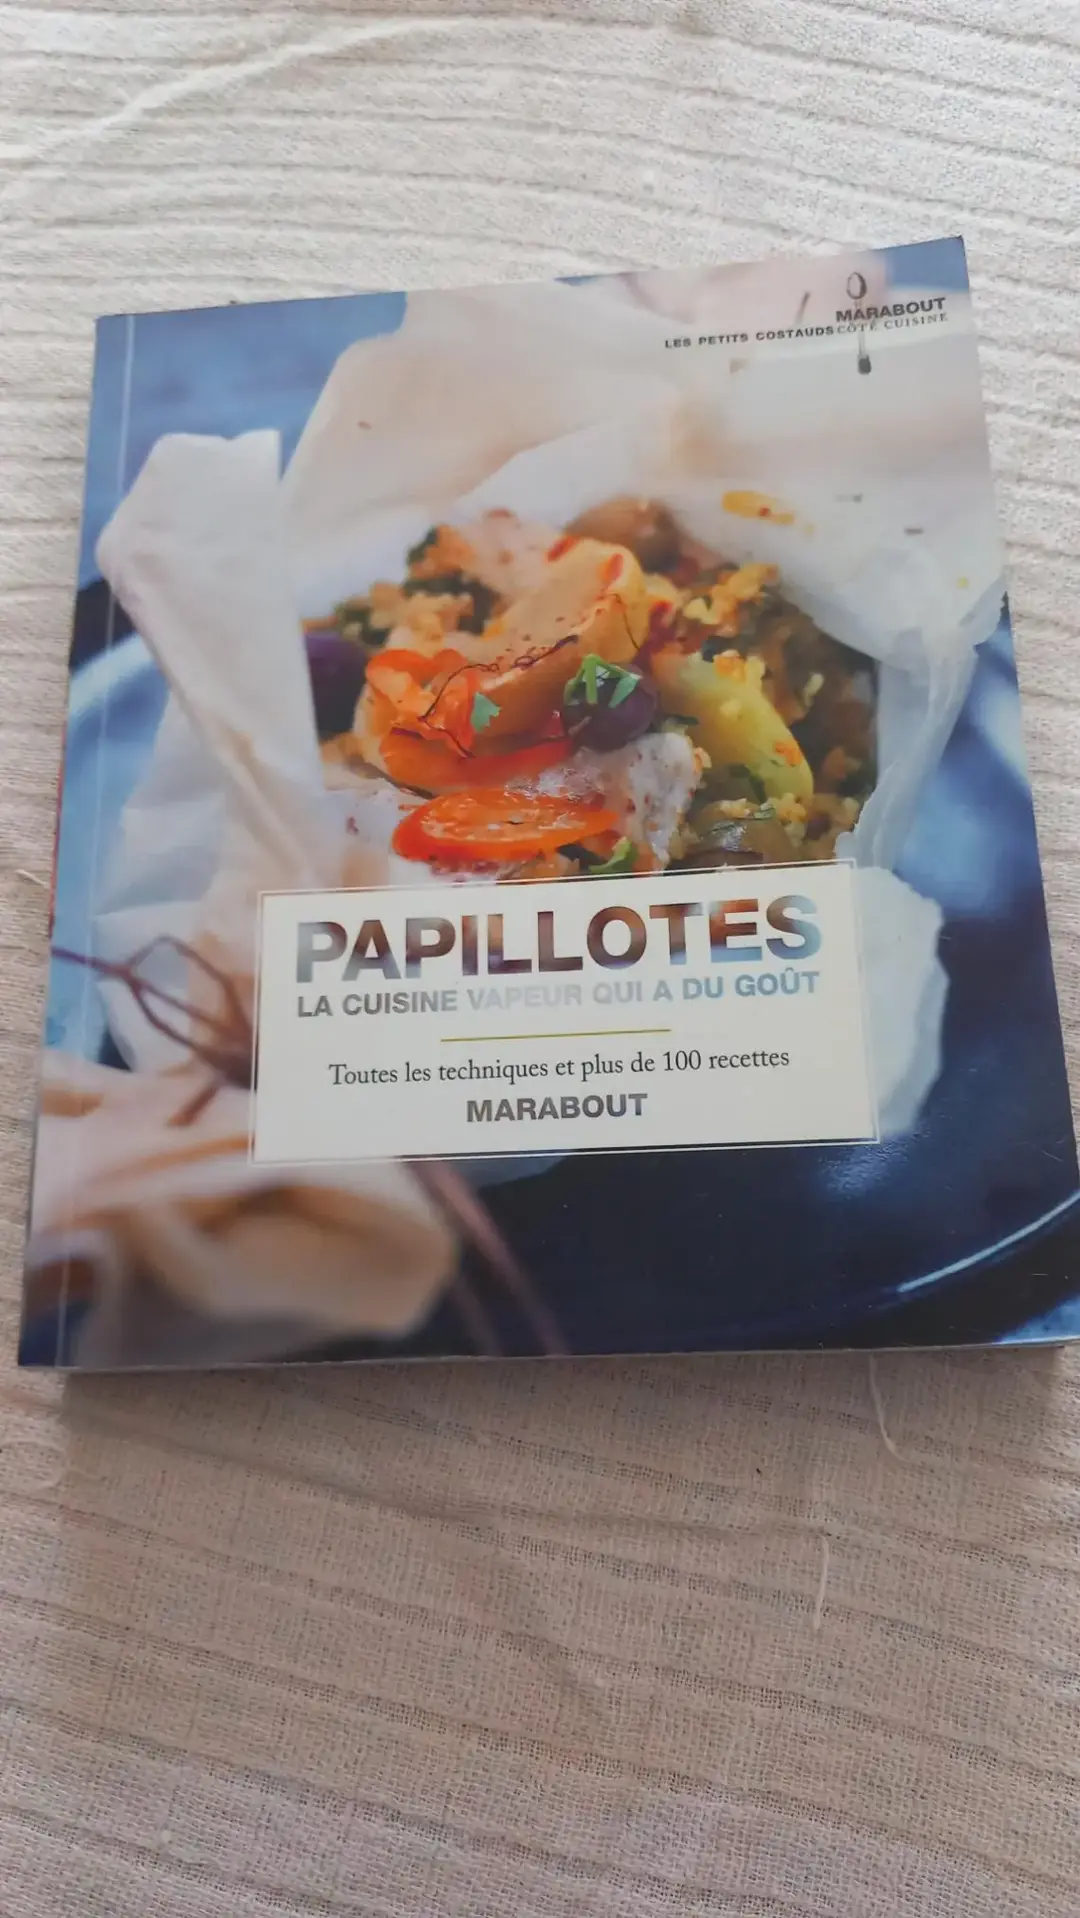 MARABOUT
LES PETITS COSTAUDS CÔTÉ CUISINE
PAPILLOTES
LA CUISINE VAPEUR QUI A DU GOÛT
Toutes les techniques et plus de 100 recettes
MARABOUT